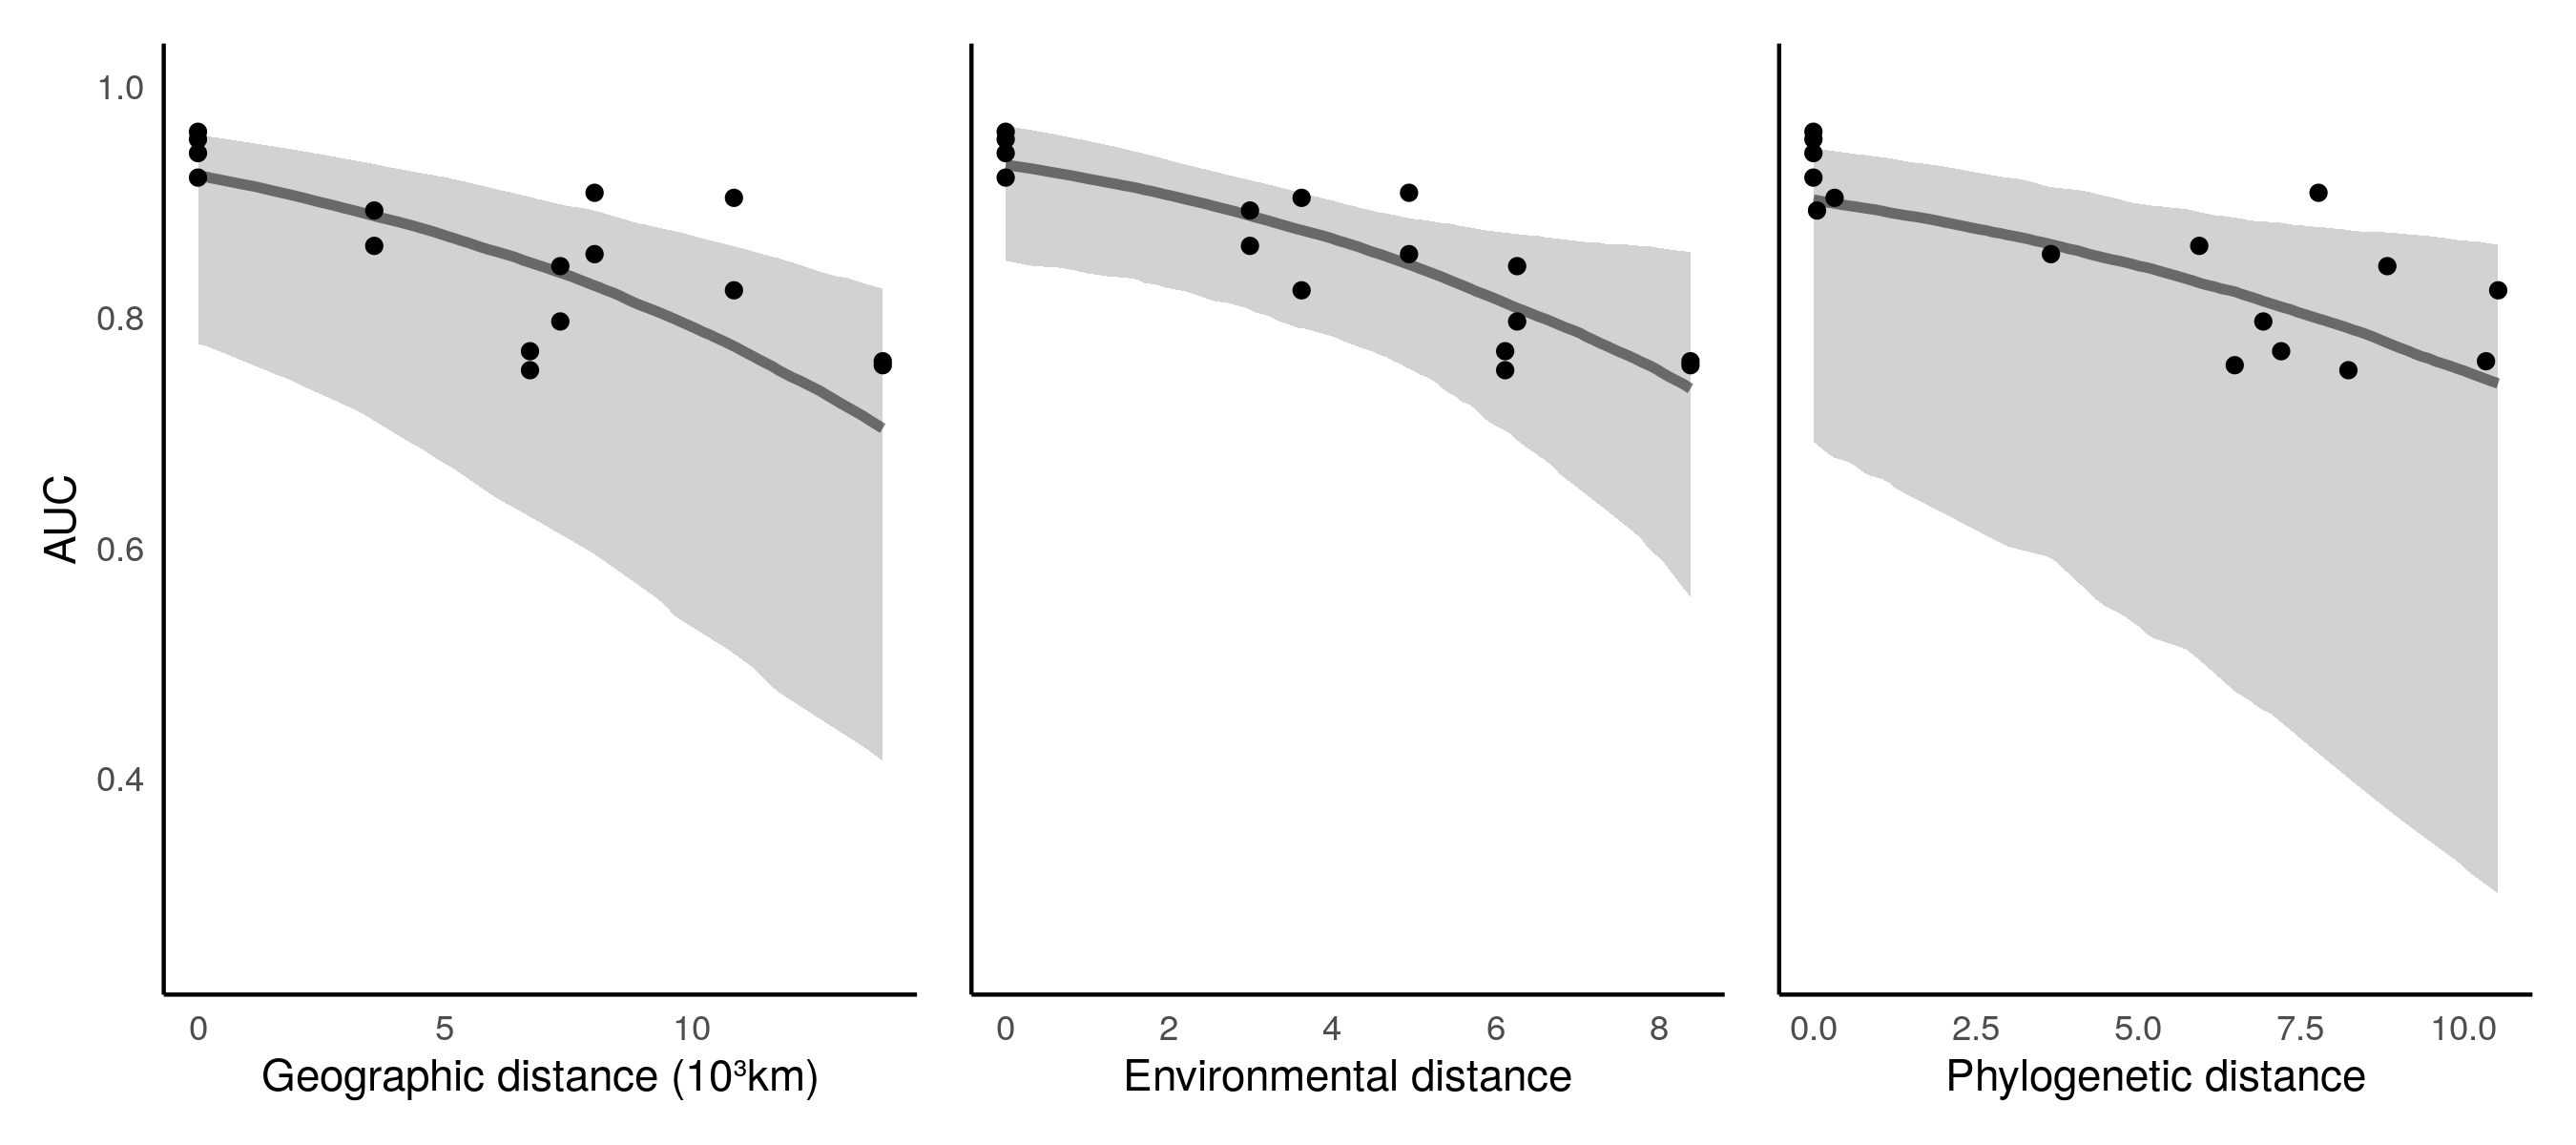 AUC
1.0
0.8
0.6
0.4
0 5 10
Geographic distance (10³km)
0 2 4 6 8
Environmental distance
0.0 2.5 5.0 7.5 10.0
Phylogenetic distance